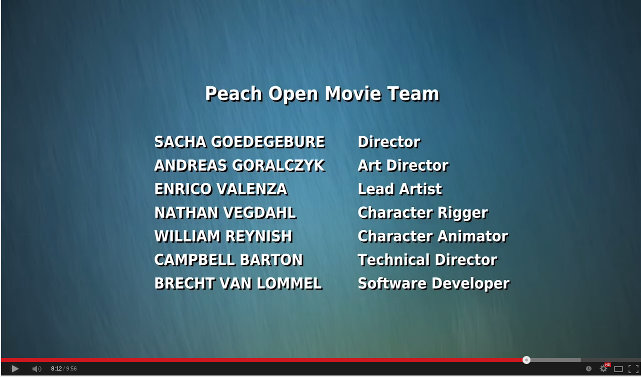 Peach Open Movie Team
SACHA GOEDEGEBURE Director
ANDREAS GORALCZYK Art Director
ENRICO VALENZA Lead Artist
NATHAN VEGDAHL Character Rigger
WILLIAM REYNISH Character Animator
CAMPBELL BARTON Technical Director
BRECHT VAN LOMMEL Software Developer
8:12 / 9:56